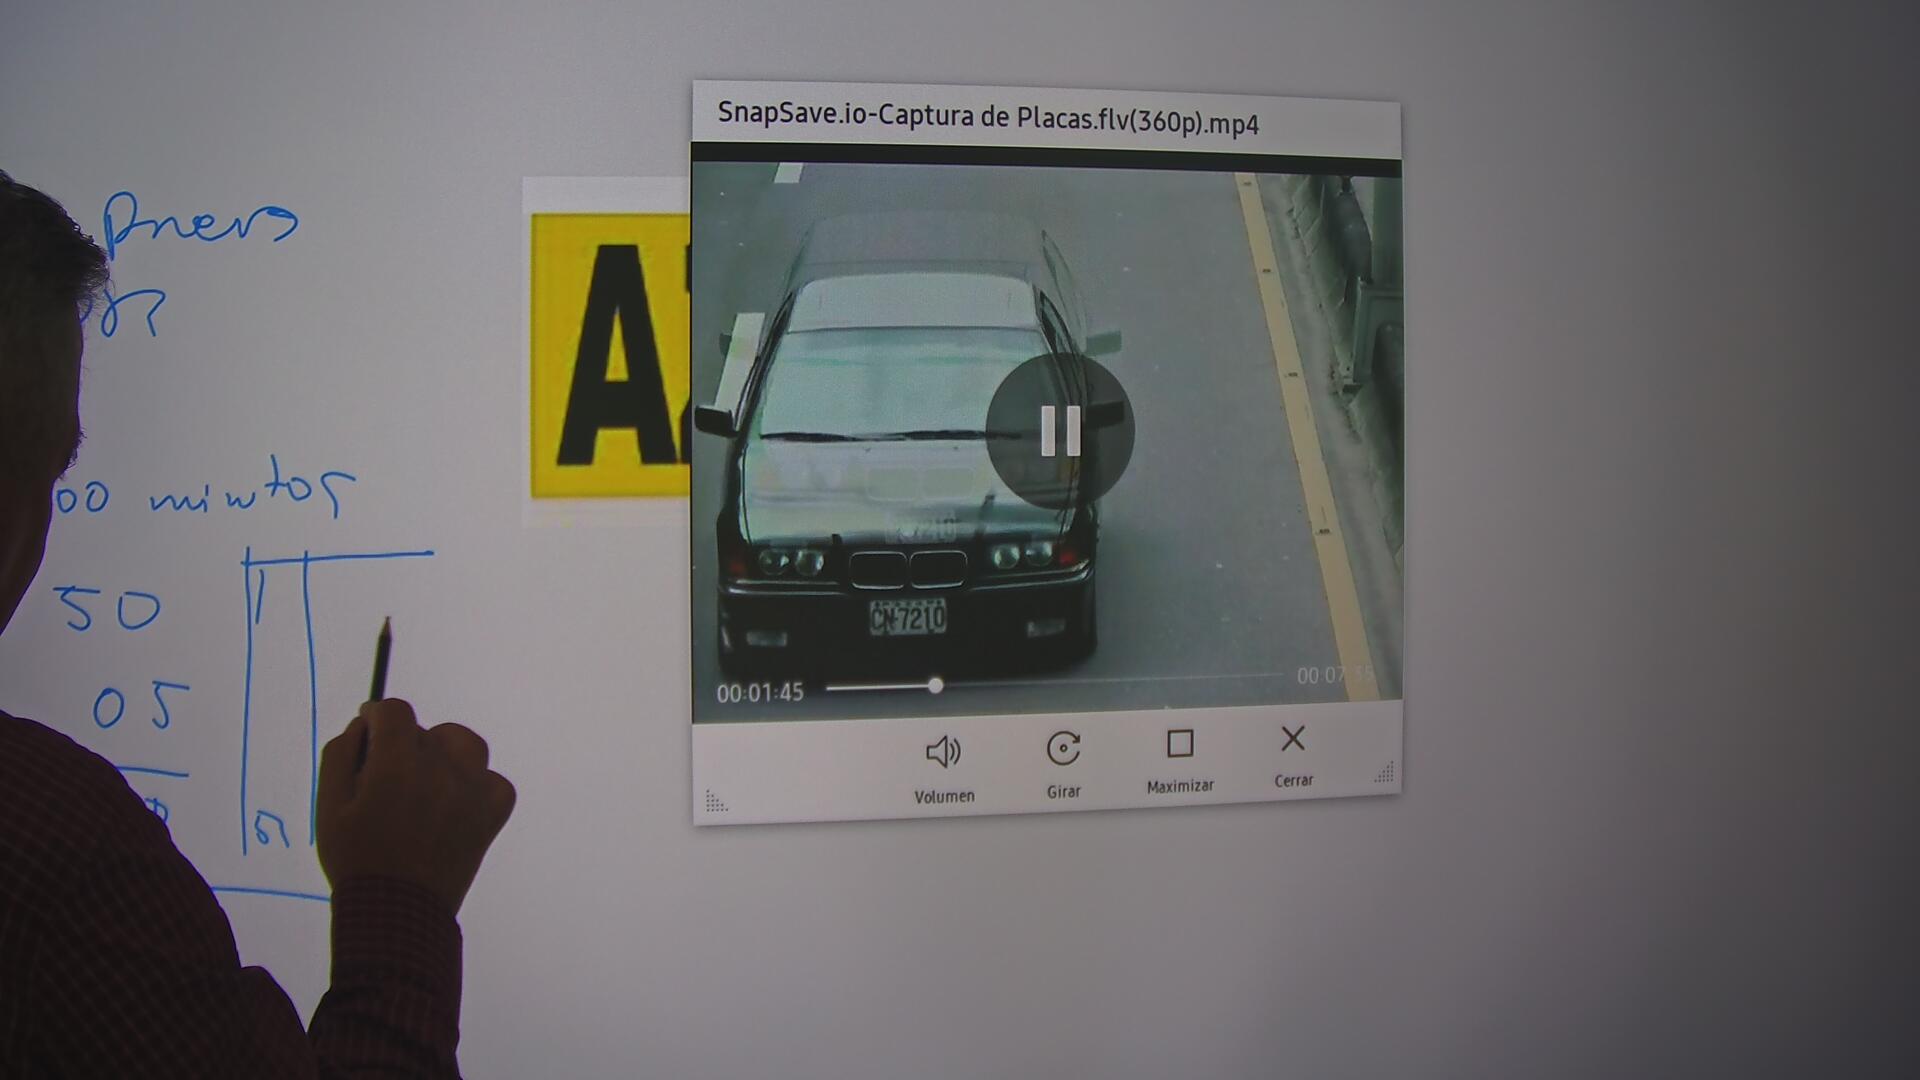 SnapSave.io-Captura de Placas.flv(360p).mp4
A
00 mintos
50
05
CN-7210
00:01:45
Volumen
Girar
Maximizar
Cerrar